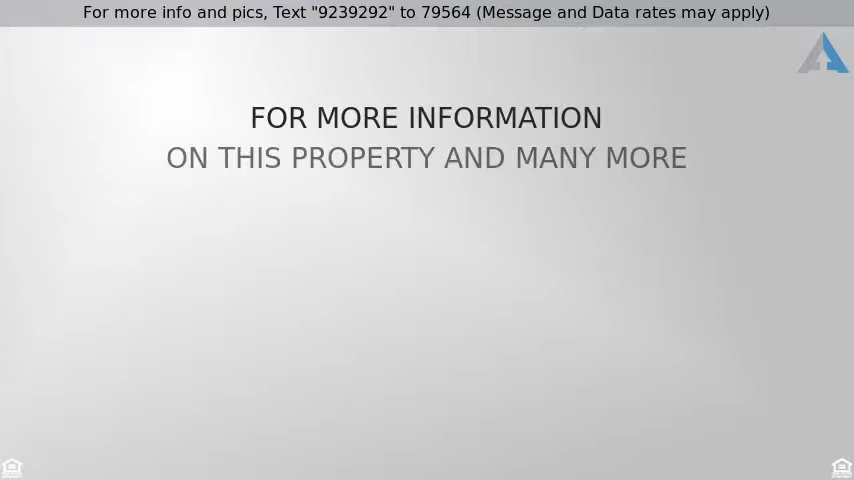 For more info and pics, Text "9239292" to 79564 (Message and Data rates may apply)
FOR MORE INFORMATION
ON THIS PROPERTY AND MANY MORE